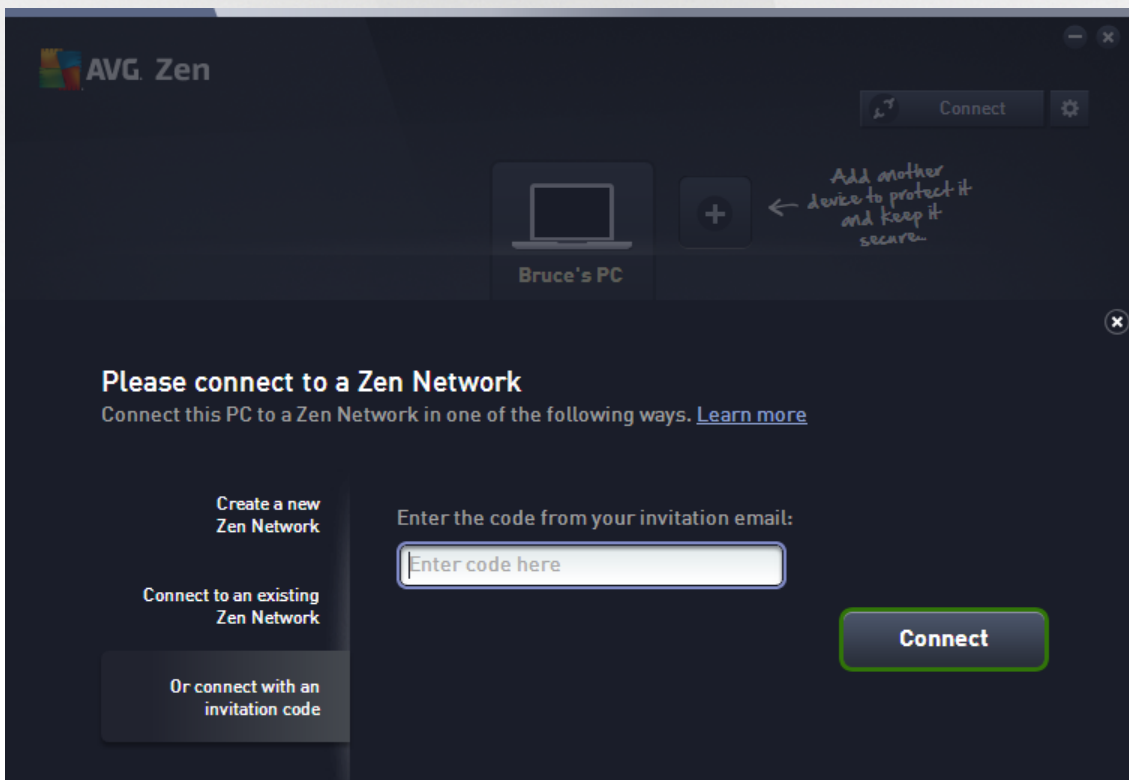 AVG. Zen
Connect
Add another
device to protect it
and keep it
secure...
Bruce's PC
Please connect to a Zen Network
Connect this PC to a Zen Network in one of the following ways. Learn more
Create a new
Zen Network
Enter the code from your invitation email:
Enter code here
Connect to an existing
Zen Network
Connect
Or connect with an
invitation code